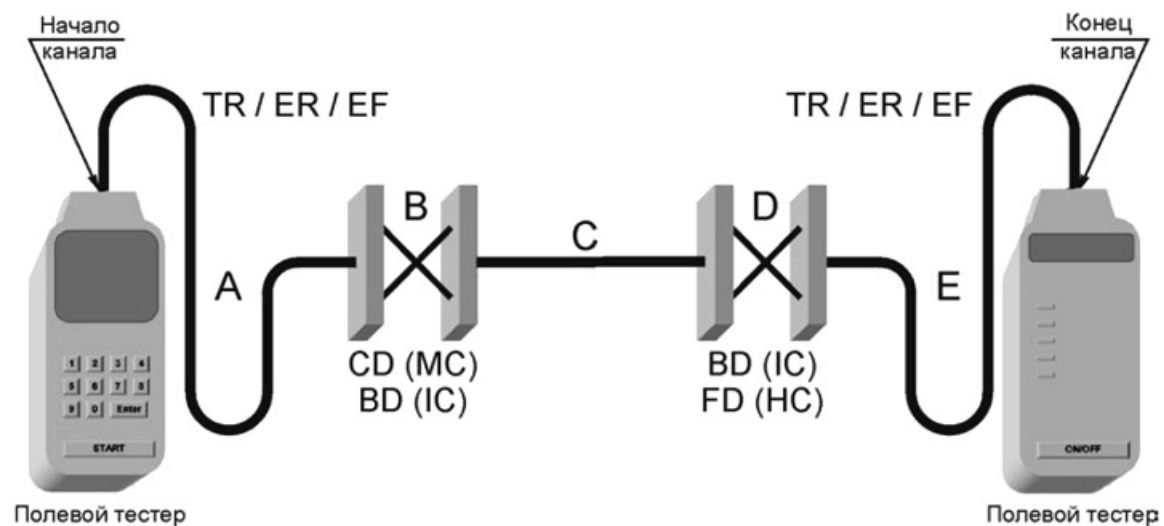 Начало
канала
Конец
канала
TR / ER / EF
TR / ER / EF
B
D
C
A
E
CD (MC)
BD (IC)
BD (IC)
FD (HC)
1 2 3 4
5 6 7 8
9 0 Enter
START
ON/OFF
Полевой тестер
Полевой тестер